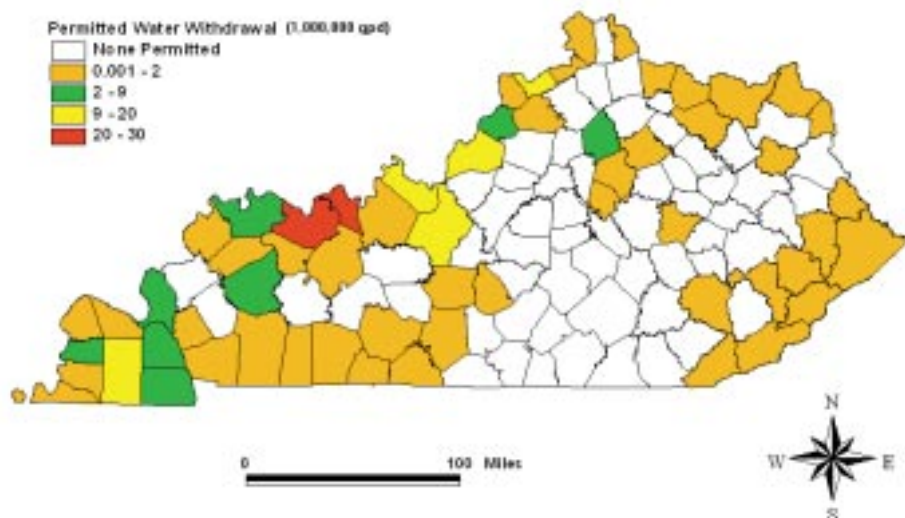 Permitted Water Withdrawal (1,000,000 gpd)
None Permitted
0.001 - 2
2 - 9
9 - 20
20 - 30
0 100 Miles
N
W E
S